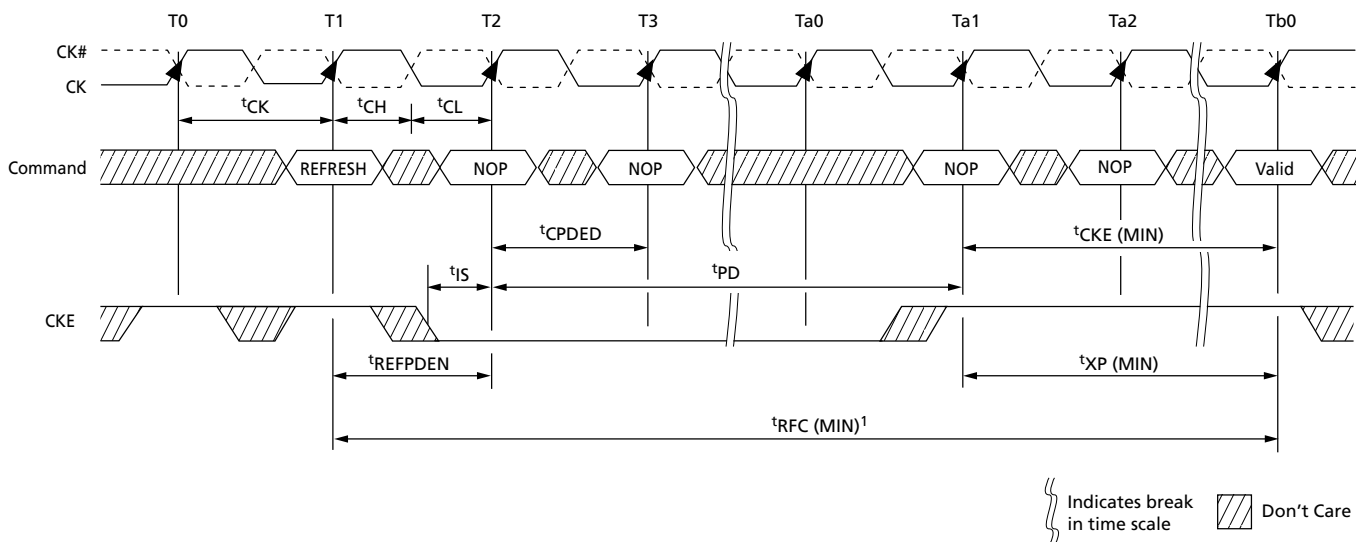 T0 T1 T2 T3 Ta0 Ta1 Ta2 Tb0
CK#
CK
tCK tCH tCL
Command REFRESH NOP NOP NOP NOP Valid
tCPDED tCKE (MIN)
tIS tPD
CKE
tREFPDEN tXP (MIN)
tRFC (MIN)1
Indicates break
in time scale
Don't Care